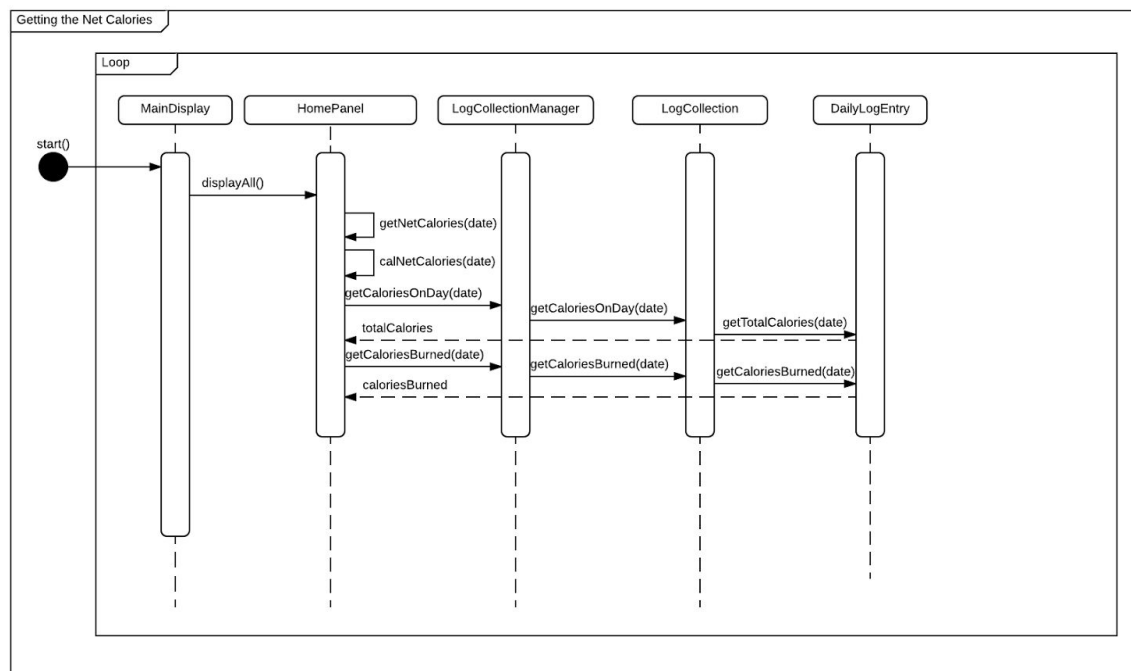 Getting the Net Calories
Loop
MainDisplay
HomePanel
LogCollectionManager
LogCollection
DailyLogEntry
start()
displayAll()
getNetCalories(date)
calNetCalories(date)
getCaloriesOnDay(date)
getCaloriesOnDay(date)
getTotalCalories(date)
totalCalories
getCaloriesBurned(date)
getCaloriesBurned(date)
getCaloriesBurned(date)
caloriesBurned